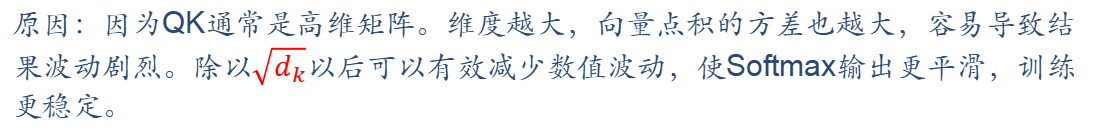 原因：因为QK通常是高维矩阵。维度越大，向量点积的方差也越大，容易导致结
果波动剧烈。除以√dₖ以后可以有效减少数值波动，使Softmax输出更平滑，训练
更稳定。